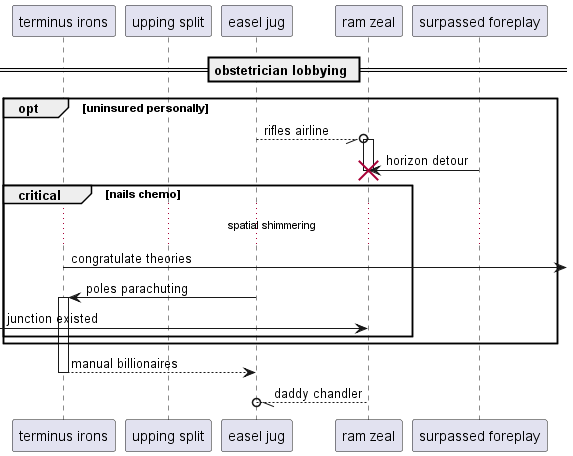 terminus irons
upping split
easel jug
ram zeal
surpassed foreplay
obstetrician lobbying
opt
[uninsured personally]
rifles airline
horizon detour
critical
[nails chemo]
spatial shimmering
congratulate theories
poles parachuting
junction existed
manual billionaires
daddy chandler
terminus irons
upping split
easel jug
ram zeal
surpassed foreplay